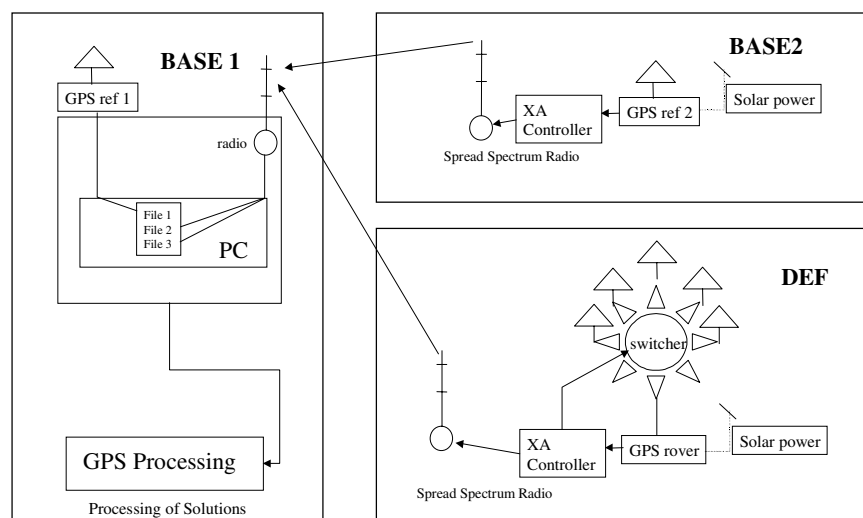 BASE 1
GPS ref 1
radio
File 1
File 2
File 3
PC
GPS Processing
Processing of Solutions
BASE2
XA
Controller
GPS ref 2
Solar power
Spread Spectrum Radio
DEF
switcher
XA
Controller
GPS rover
Solar power
Spread Spectrum Radio